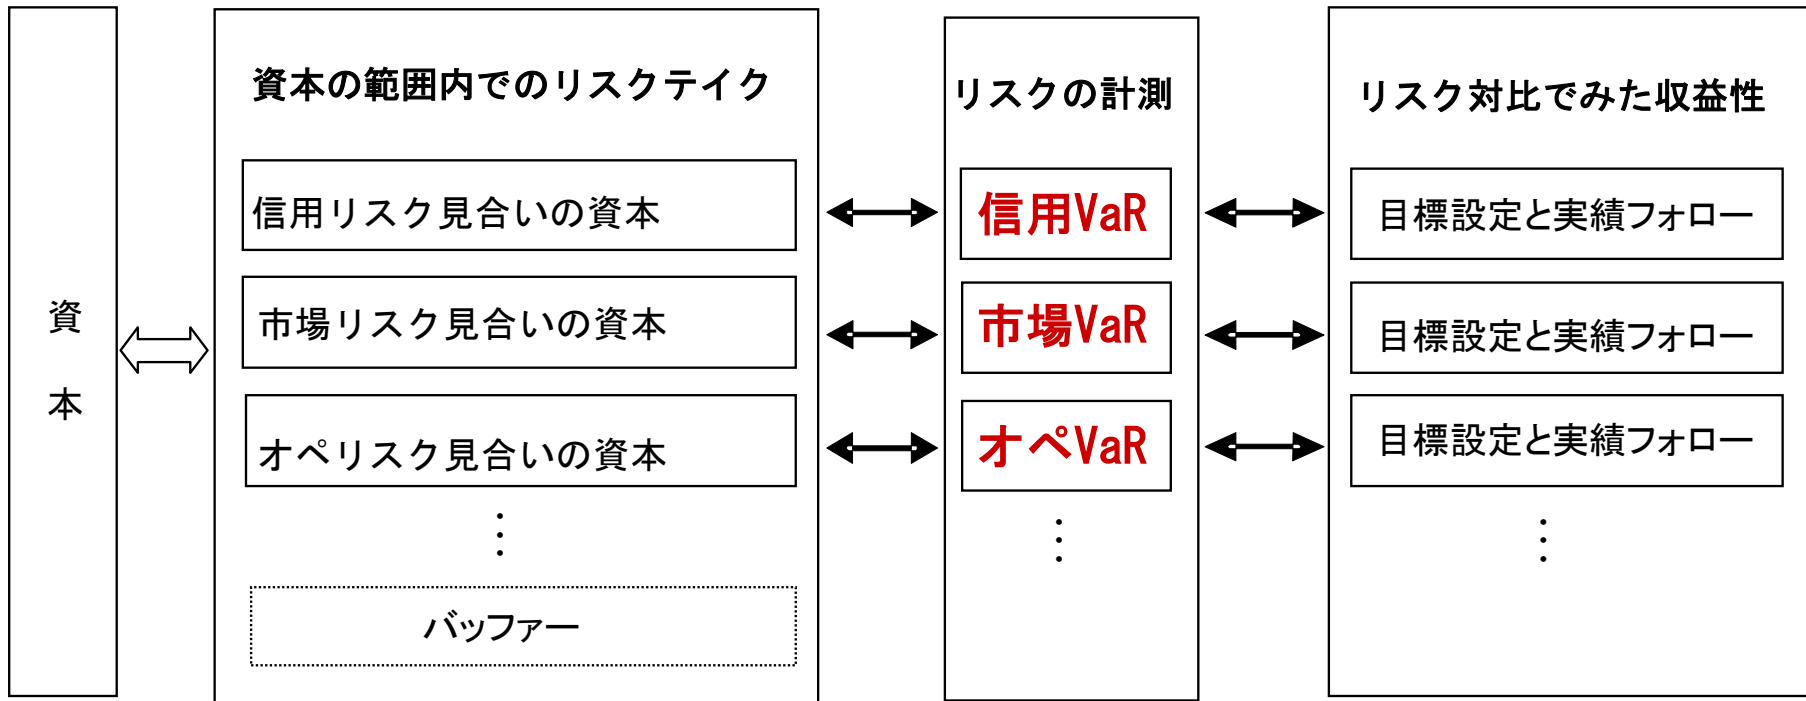 資
本
資本の範囲内でのリスクテイク
信用リスク見合いの資本
市場リスク見合いの資本
オペリスク見合いの資本
⋮
バッファー
リスクの計測
信用VaR
市場VaR
オペVaR
⋮
リスク対比でみた収益性
目標設定と実績フォロー
目標設定と実績フォロー
目標設定と実績フォロー
⋮